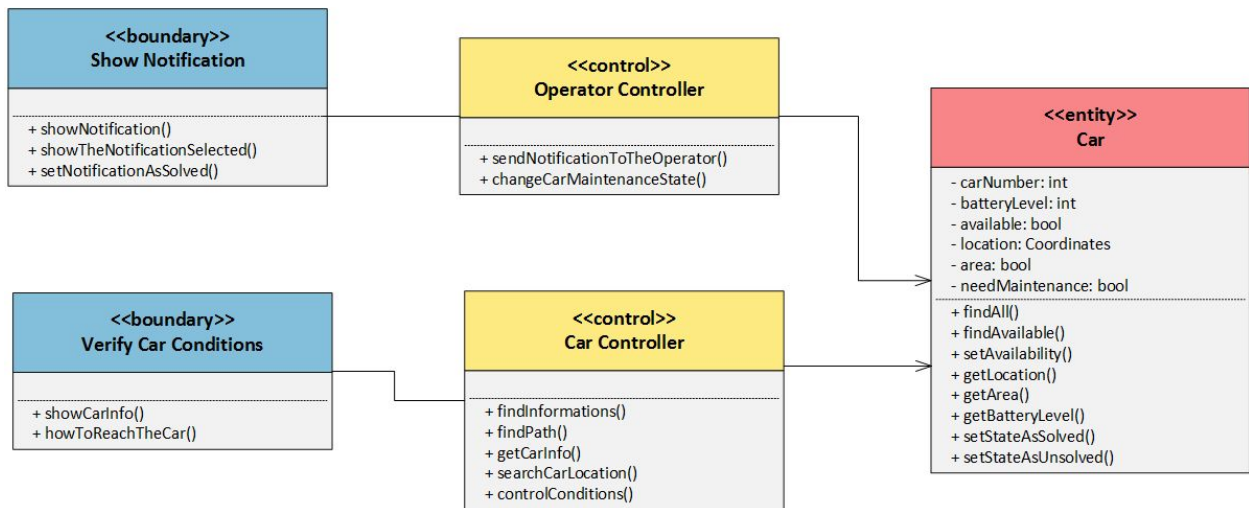 <<boundary>>
Show Notification
+ showNotification()
+ showTheNotificationSelected()
+ setNotificationAsSolved()
<<control>>
Operator Controller
+ sendNotificationToTheOperator()
+ changeCarMaintenanceState()
<<entity>>
Car
- carNumber: int
- batteryLevel: int
- available: bool
- location: Coordinates
- area: bool
- needMaintenance: bool
+ findAll()
+ findAvailable()
+ setAvailability()
+ getLocation()
+ getArea()
+ getBatteryLevel()
+ setStateAsSolved()
+ setStateAsUnsolved()
<<boundary>>
Verify Car Conditions
+ showCarInfo()
+ howToReachTheCar()
<<control>>
Car Controller
+ findInformations()
+ findPath()
+ getCarInfo()
+ searchCarLocation()
+ controlConditions()